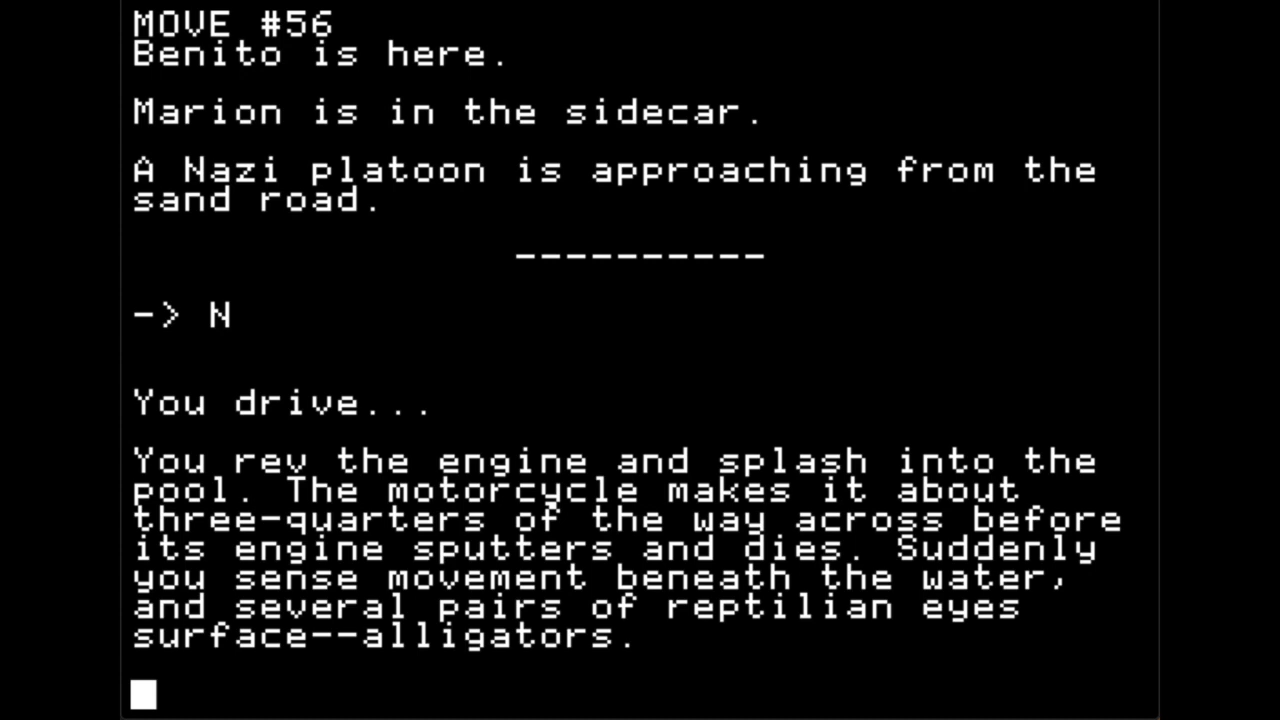 MOVE #56
Benito is here.
Marion is in the sidecar.
A Nazi platoon is approaching from the
sand road.
----------
-> N
You drive...
You rev the engine and splash into the
pool. The motorcycle makes it about
three-quarters of the way across before
its engine sputters and dies. Suddenly
you sense movement beneath the water,
and several pairs of reptilian eyes
surface--alligators.